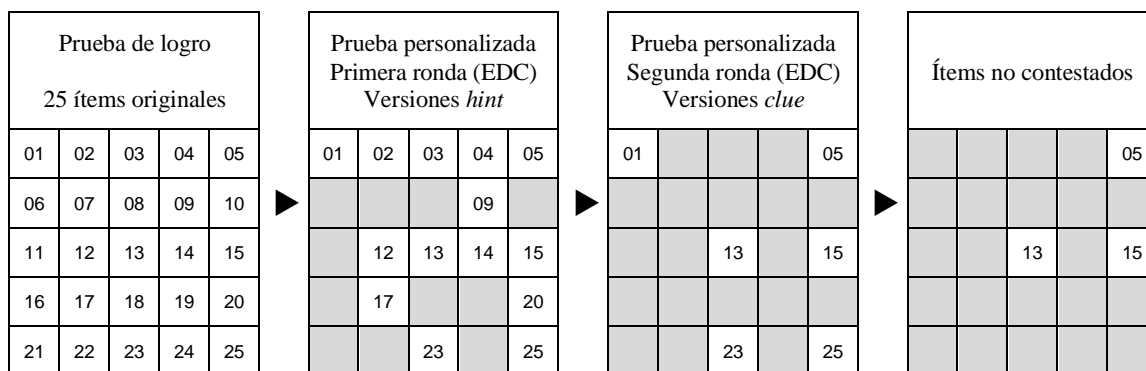 Prueba de logro
25 ítems originales
01 02 03 04 05
06 07 08 09 10
11 12 13 14 15
16 17 18 19 20
21 22 23 24 25
Prueba personalizada
Primera ronda (EDC)
Versiones hint
01 02 03 04 05
09
12 13 14 15
17 20
23 25
Prueba personalizada
Segunda ronda (EDC)
Versiones clue
01 05
13 15
23 25
Ítems no contestados
05
13 15